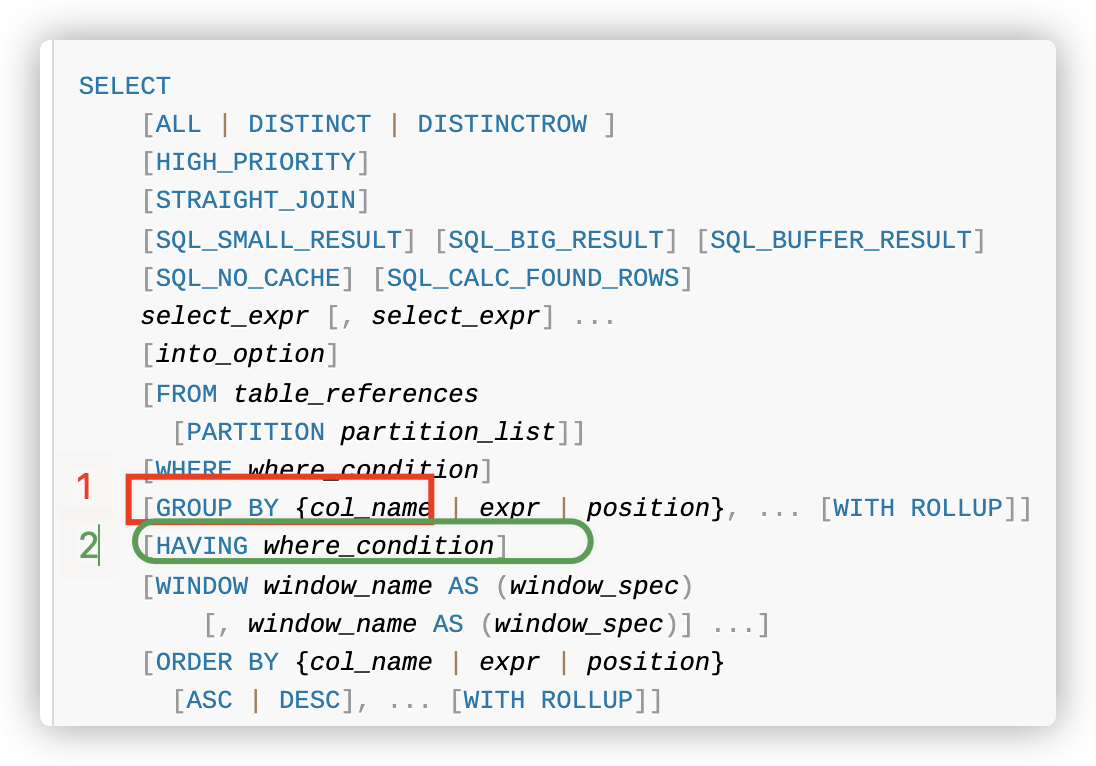 SELECT
[ALL | DISTINCT | DISTINCTROW ]
[HIGH_PRIORITY]
[STRAIGHT_JOIN]
[SQL_SMALL_RESULT] [SQL_BIG_RESULT] [SQL_BUFFER_RESULT]
[SQL_NO_CACHE] [SQL_CALC_FOUND_ROWS]
select_expr [, select_expr] ...
[into_option]
[FROM table_references
[PARTITION partition_list]]
[WHERE where_condition]
1 [GROUP BY {col_name | expr | position}, ... [WITH ROLLUP]]
2 [HAVING where_condition]
[WINDOW window_name AS (window_spec)
[, window_name AS (window_spec)] ...]
[ORDER BY {col_name | expr | position}
[ASC | DESC], ... [WITH ROLLUP]]